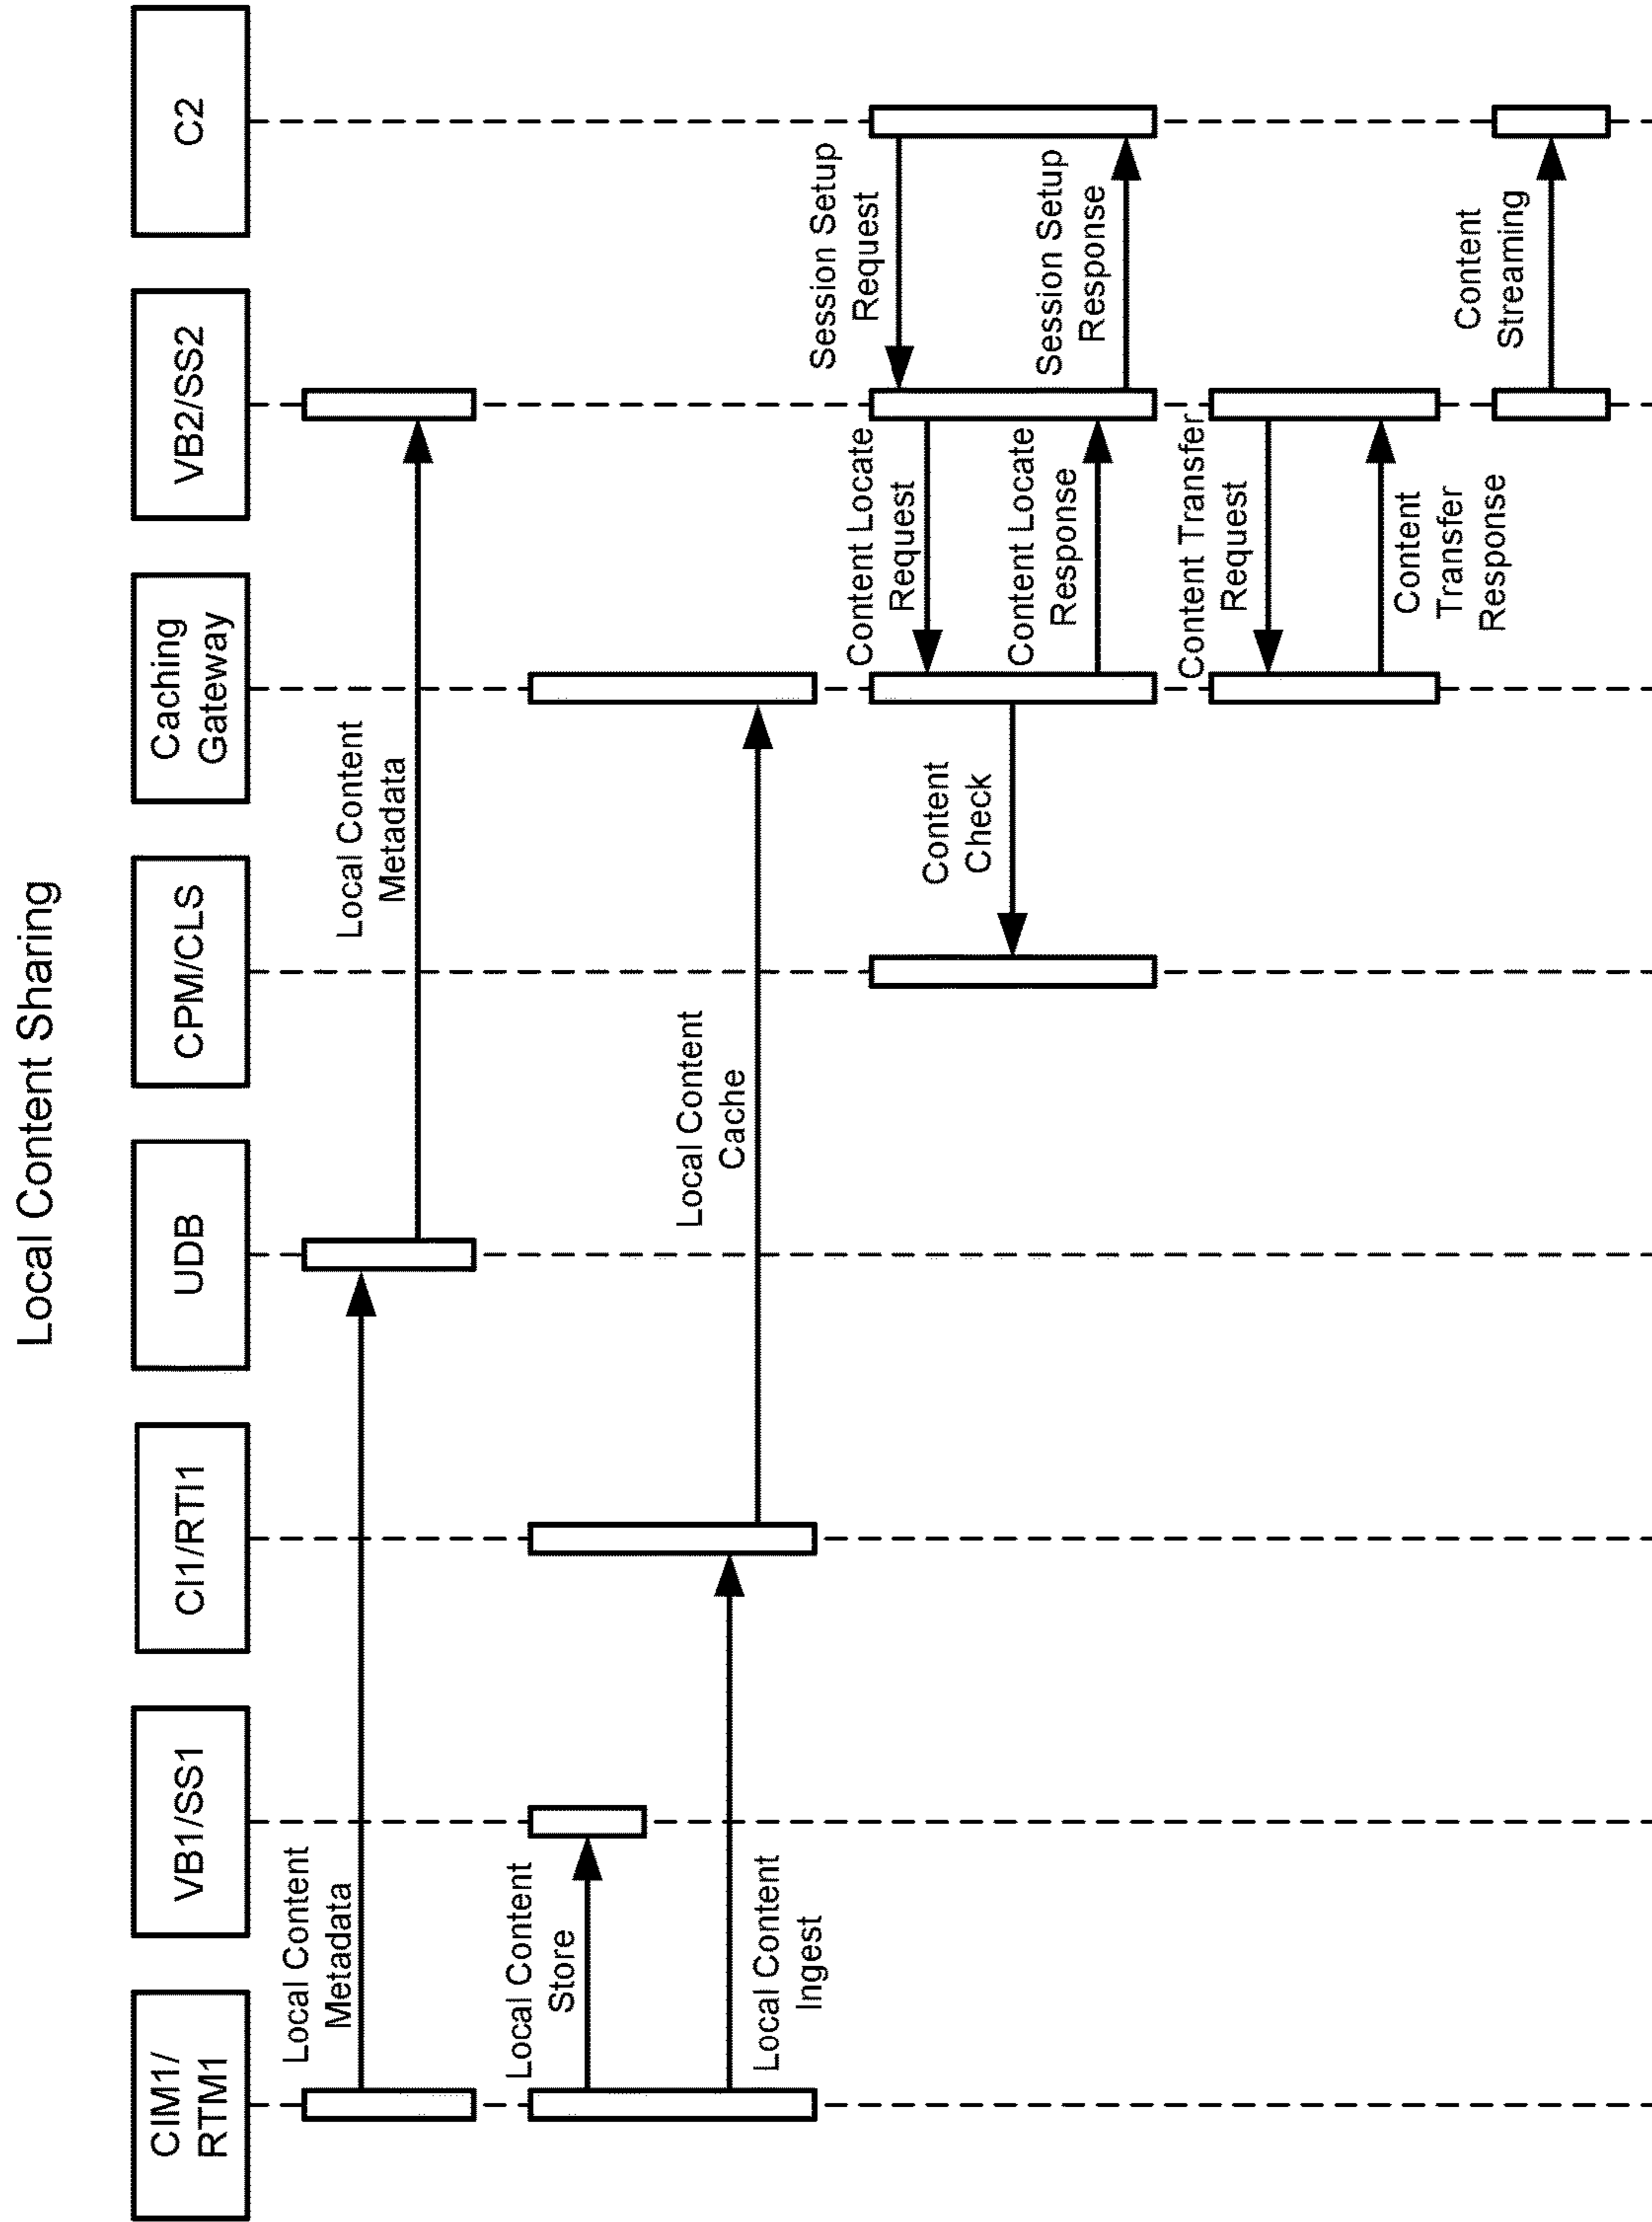 Local Content Sharing
CIM1/
RTM1
VB1/SS1
CI1/RTI1
UDB
CPM/CLS
Caching
Gateway
VB2/SS2
C2
Local Content
Metadata
Local Content
Metadata
Local Content
Store
Local Content
Ingest
Local Content
Cache
Session Setup
Request
Content Locate
Request
Content
Check
Content Locate
Response
Session Setup
Response
Content Transfer
Request
Content
Transfer
Response
Content
Streaming